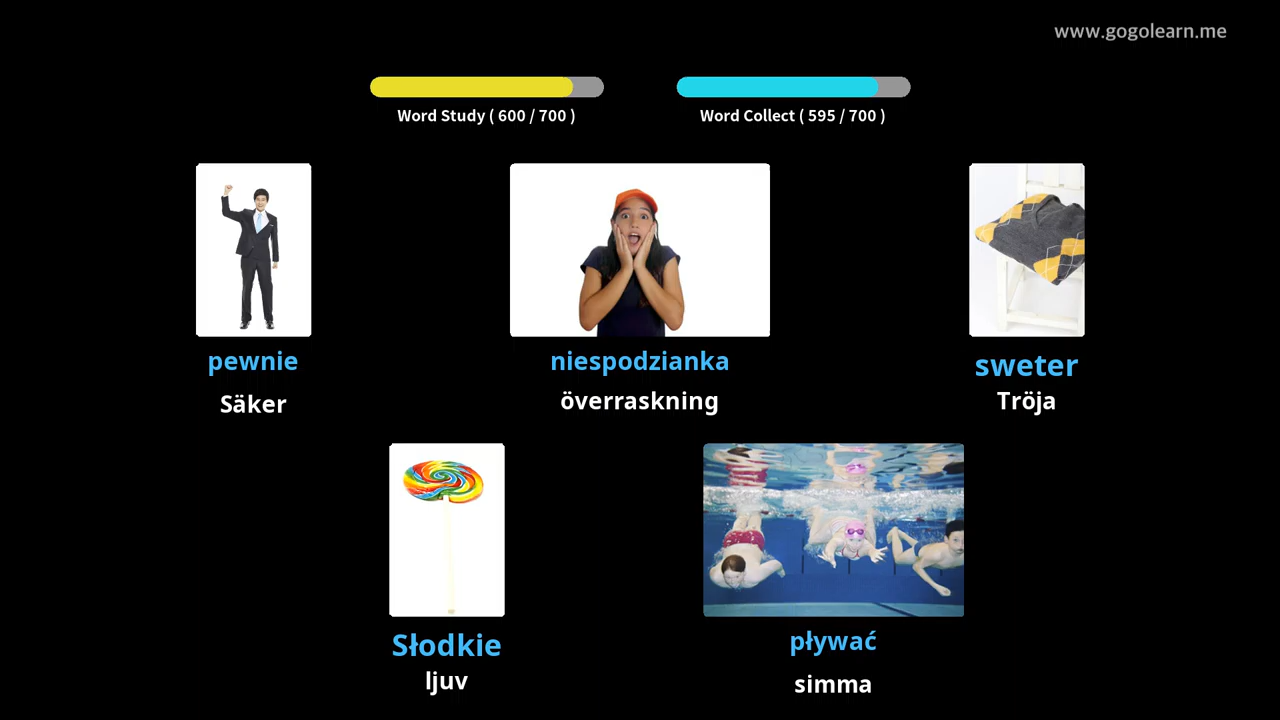 www.gogolearn.me
Word Study ( 600 / 700 )
Word Collect ( 595 / 700 )
pewnie
Säker
niespodzianka
överraskning
sweter
Tröja
Słodkie
ljuv
pływać
simma